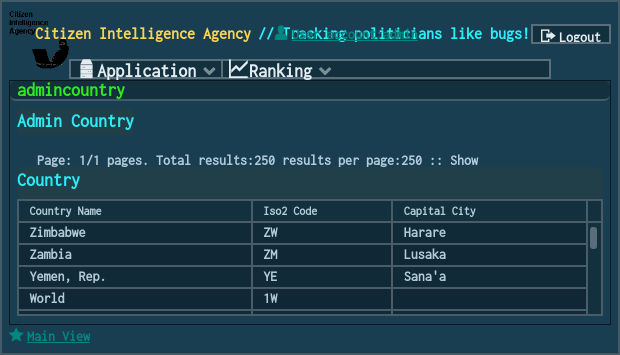 Citizen
Intelligence
Agency
Citizen Intelligence Agency // Tracking politicians like bugs!
Logout
Application Ranking
admincountry
Admin Country
Page: 1/1 pages. Total results:250 results per page:250 :: Show
Country
Country Name Iso2 Code Capital City
Zimbabwe ZW Harare
Zambia ZM Lusaka
Yemen, Rep. YE Sana'a
World 1W
Main View